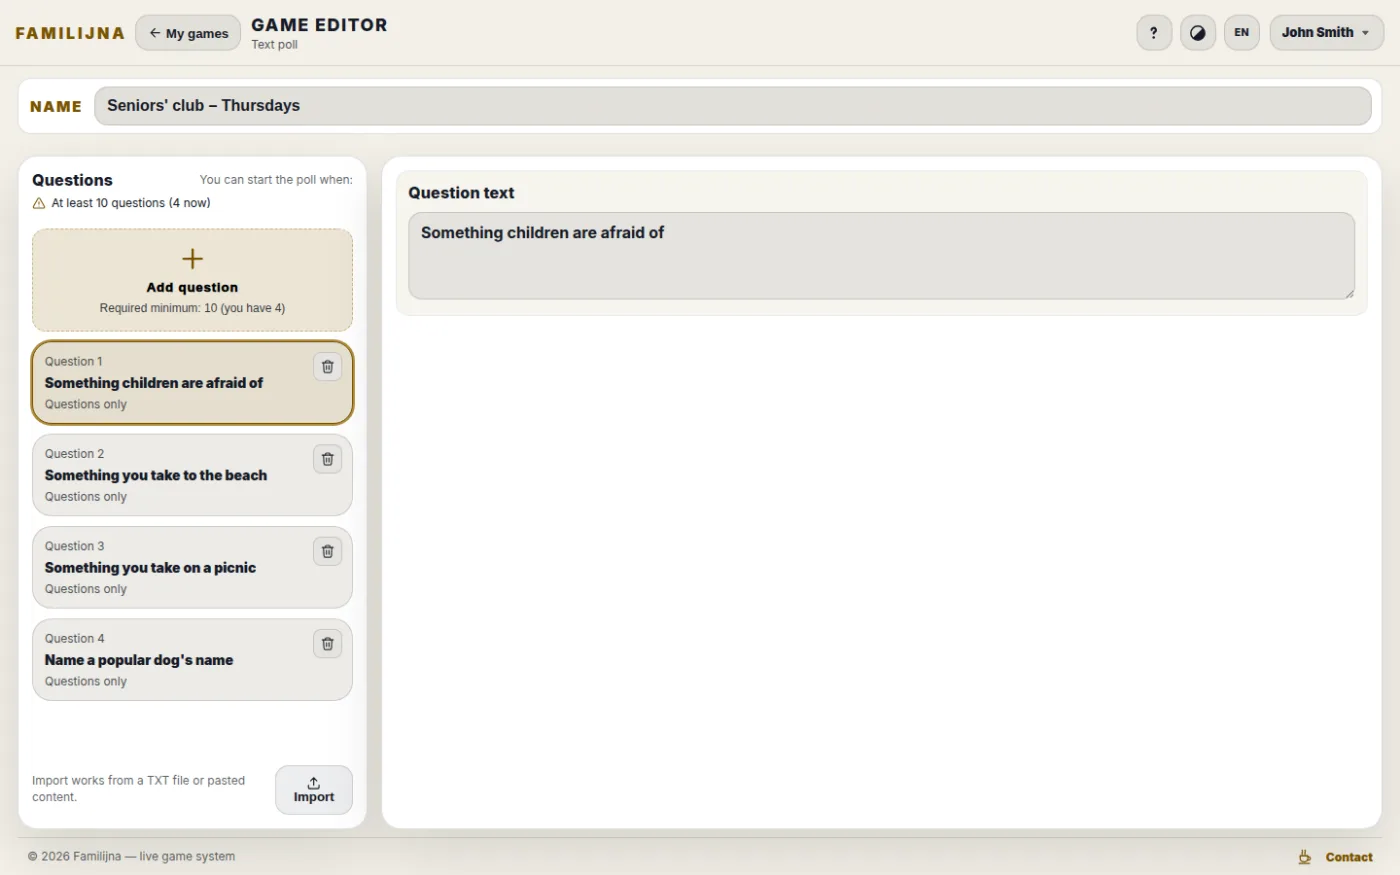 FAMILIJNA
My games
GAME EDITOR
Text poll
?
EN
John Smith
NAME
Seniors' club – Thursdays
Questions
You can start the poll when:
At least 10 questions (4 now)
Add question
Required minimum: 10 (you have 4)
Question 1
Something children are afraid of
Questions only
Question 2
Something you take to the beach
Questions only
Question 3
Something you take on a picnic
Questions only
Question 4
Name a popular dog's name
Questions only
Import works from a TXT file or pasted
content.
Import
Question text
Something children are afraid of
© 2026 Familijna — live game system
Contact